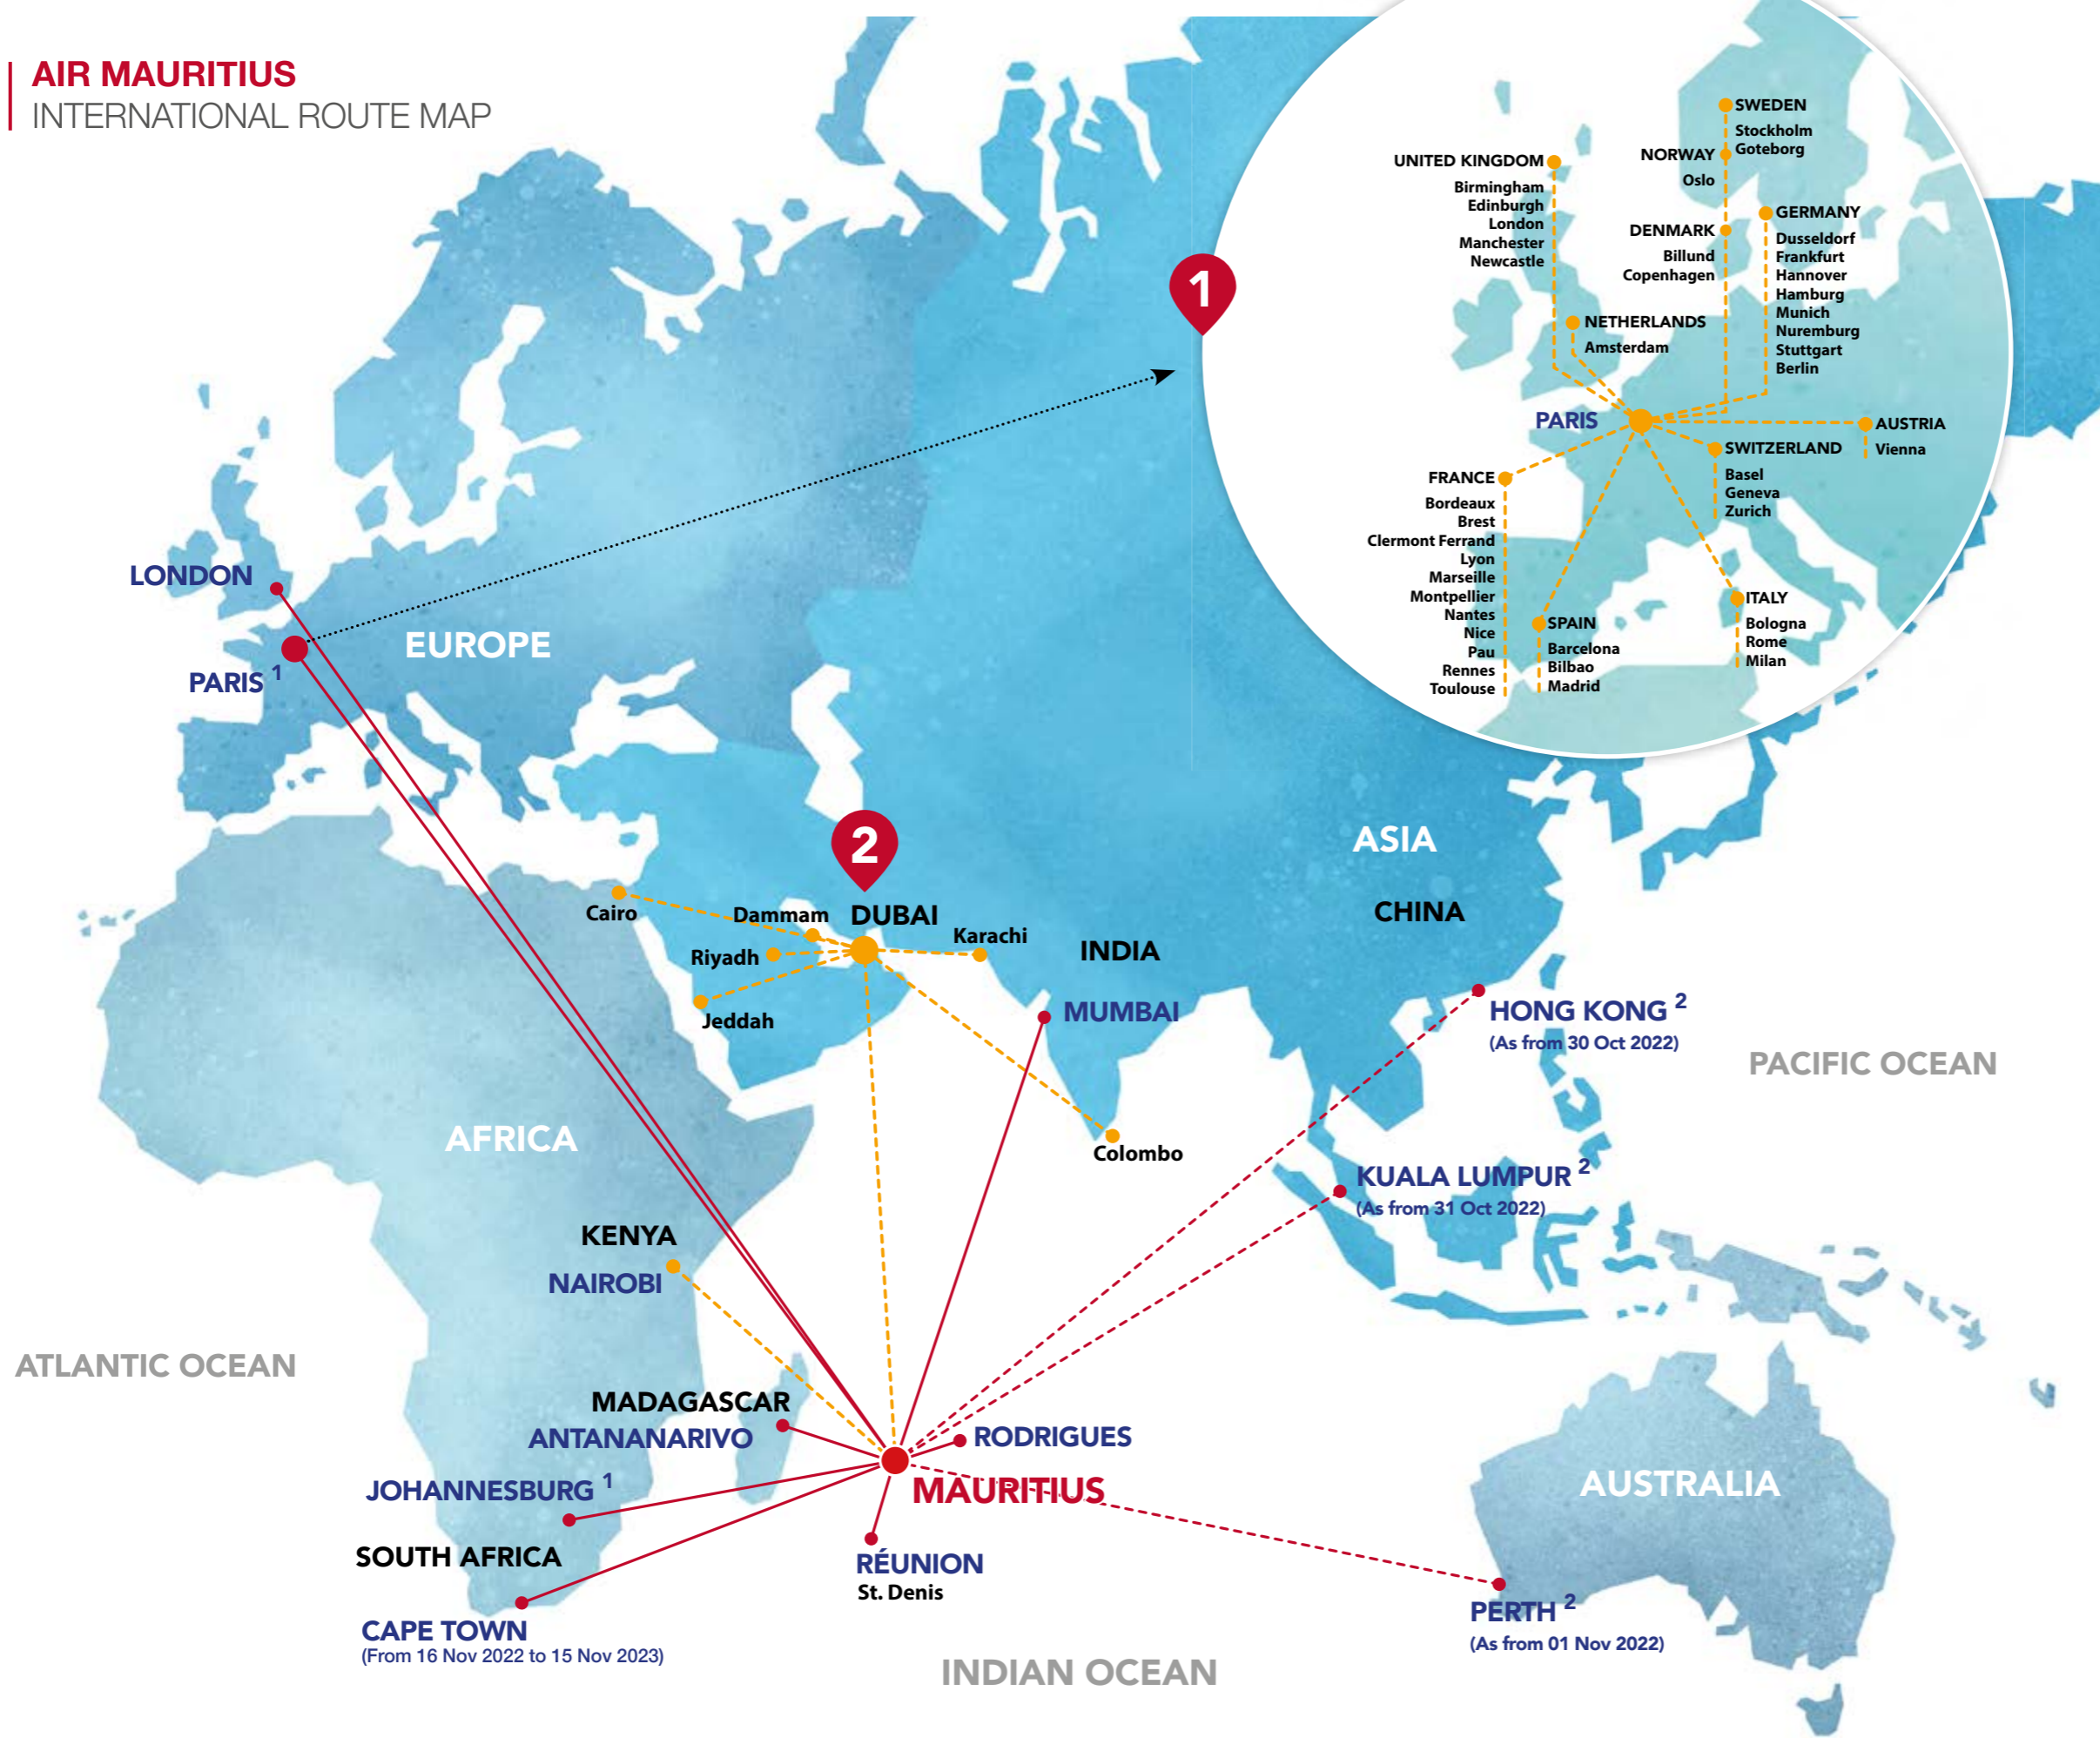 AIR MAURITIUS
INTERNATIONAL ROUTE MAP
1
SWEDEN
Stockholm
Goteborg
NORWAY
Oslo
UNITED KINGDOM
Birmingham
Edinburgh
London
Manchester
Newcastle
DENMARK
Billund
Copenhagen
GERMANY
Dusseldorf
Frankfurt
Hannover
Hamburg
Munich
Nuremburg
Stuttgart
Berlin
NETHERLANDS
Amsterdam
PARIS
AUSTRIA
Vienna
SWITZERLAND
Basel
Geneva
Zurich
FRANCE
Bordeaux
Brest
Clermont Ferrand
Lyon
Marseille
Montpellier
Nantes
Nice
Pau
Rennes
Toulouse
SPAIN
Barcelona
Bilbao
Madrid
ITALY
Bologna
Rome
Milan
LONDON
PARIS 1
EUROPE
2
ASIA
CHINA
Cairo
Dammam
DUBAI
Karachi
Riyadh
Jeddah
INDIA
MUMBAI
Colombo
HONG KONG 2
(As from 30 Oct 2022)
PACIFIC OCEAN
AFRICA
KUALA LUMPUR 2
(As from 31 Oct 2022)
KENYA
NAIROBI
ATLANTIC OCEAN
MADAGASCAR
ANTANANARIVO
RODRIGUES
MAURITIUS
JOHANNESBURG 1
SOUTH AFRICA
CAPE TOWN
(From 16 Nov 2022 to 15 Nov 2023)
RÉUNION
St. Denis
AUSTRALIA
PERTH 2
(As from 01 Nov 2022)
INDIAN OCEAN